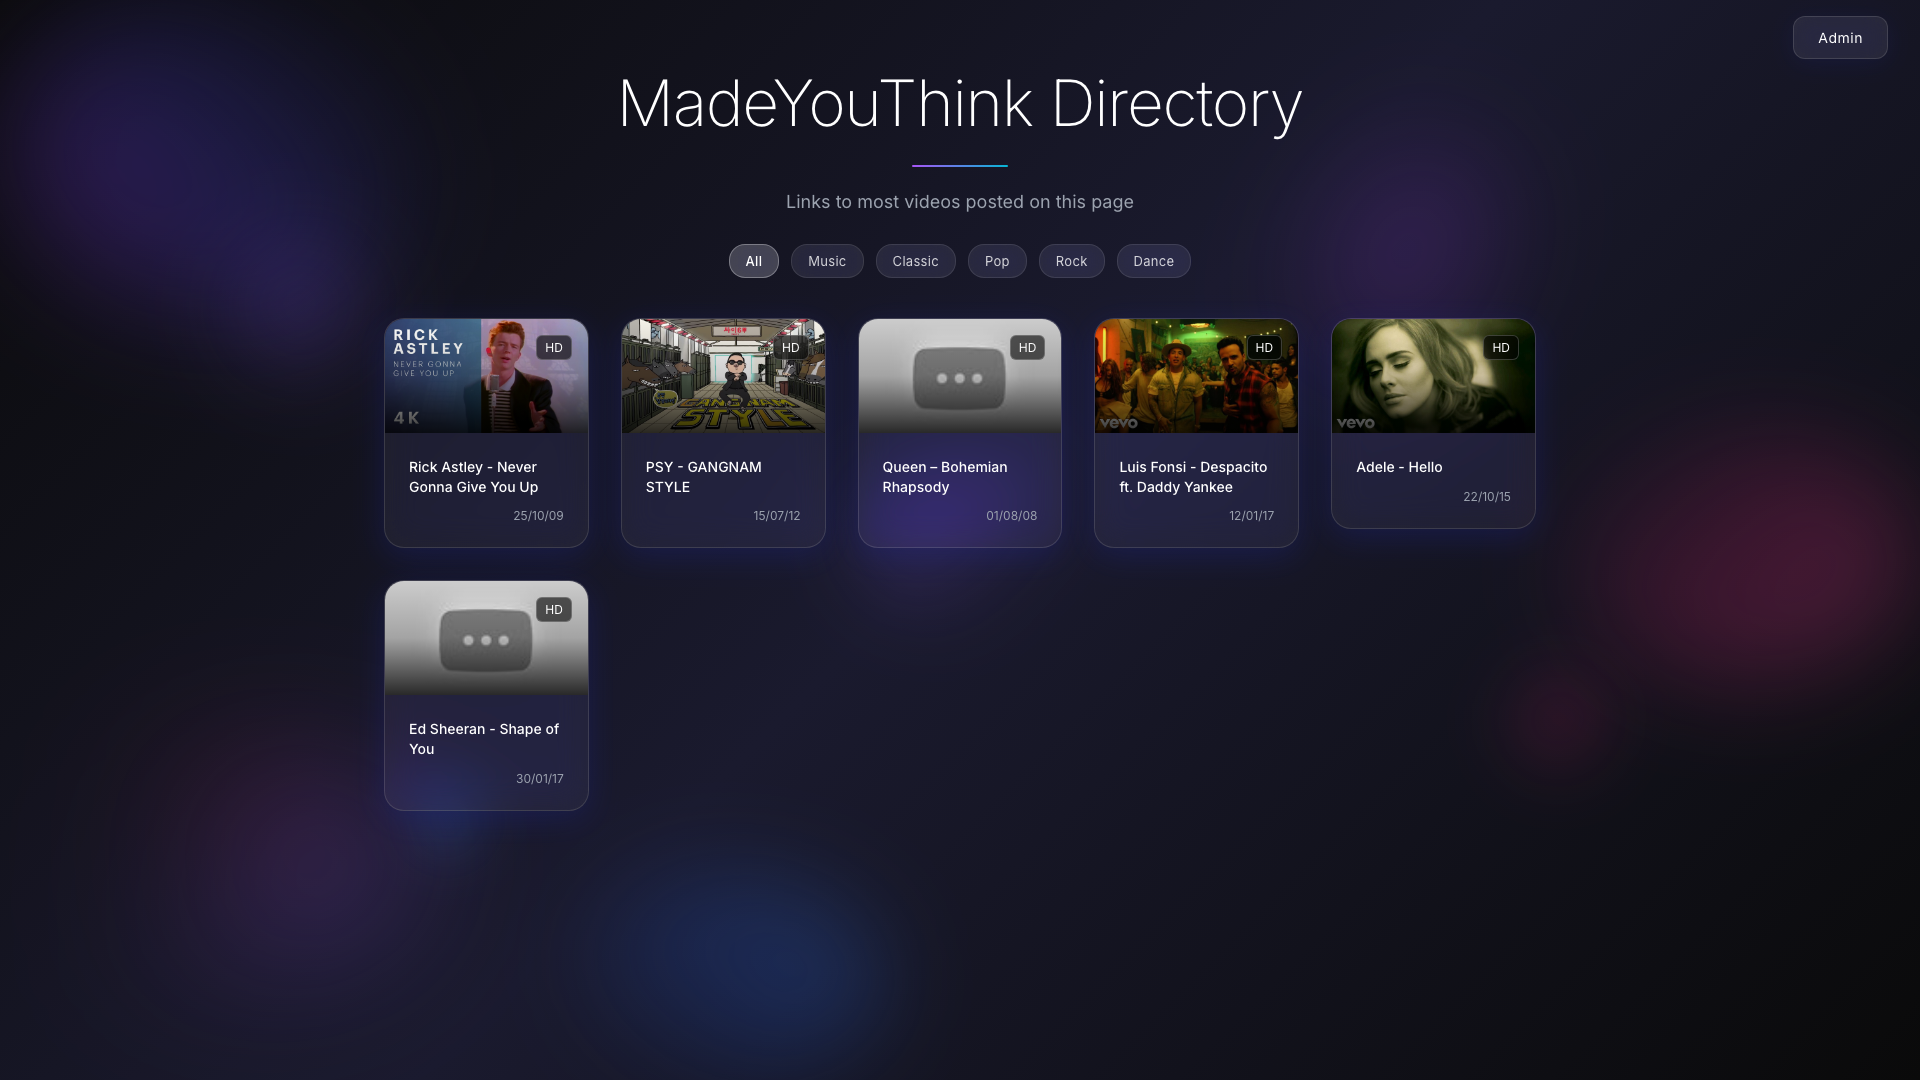 Admin
MadeYouThink Directory
Links to most videos posted on this page
All
Music
Classic
Pop
Rock
Dance
RICK
ASTLEY
NEVER GONNA
GIVE YOU UP
4K
HD
Rick Astley - Never
Gonna Give You Up
25/10/09
HD
GANGNAM
STYLE
PSY - GANGNAM
STYLE
15/07/12
HD
Queen – Bohemian
Rhapsody
01/08/08
HD
vevo
Luis Fonsi - Despacito
ft. Daddy Yankee
12/01/17
HD
vevo
Adele - Hello
22/10/15
HD
Ed Sheeran - Shape of
You
30/01/17